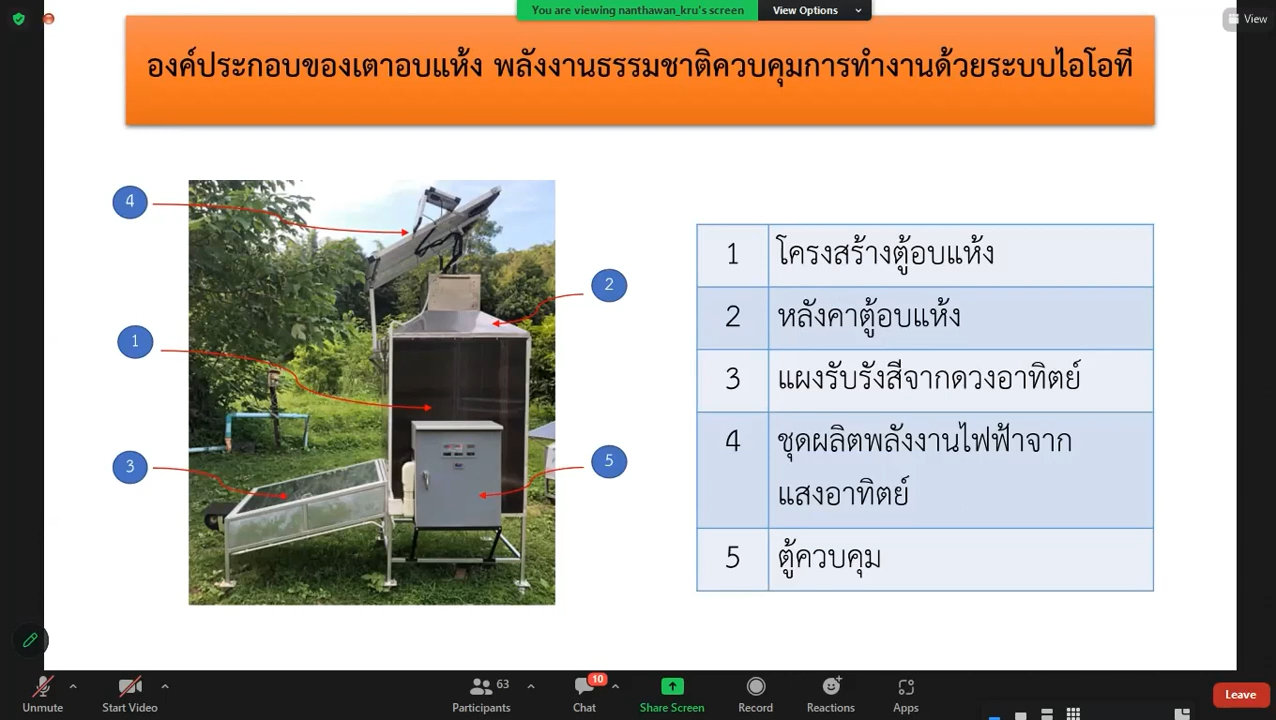 You are viewing nanthawan_kru's screen
View Options
View
องค์ประกอบของเตาอบแห้ง พลังงานธรรมชาติควบคุมการทำงานด้วยระบบไอโอที
4
2
1
3
5
1 โครงสร้างตู้อบแห้ง
2 หลังคาตู้อบแห้ง
3 แผงรับรังสีจากดวงอาทิตย์
4 ชุดผลิตพลังงานไฟฟ้าจาก
แสงอาทิตย์
5 ตู้ควบคุม
63
10
Unmute
Start Video
Participants
Chat
Share Screen
Record
Reactions
Apps
Leave